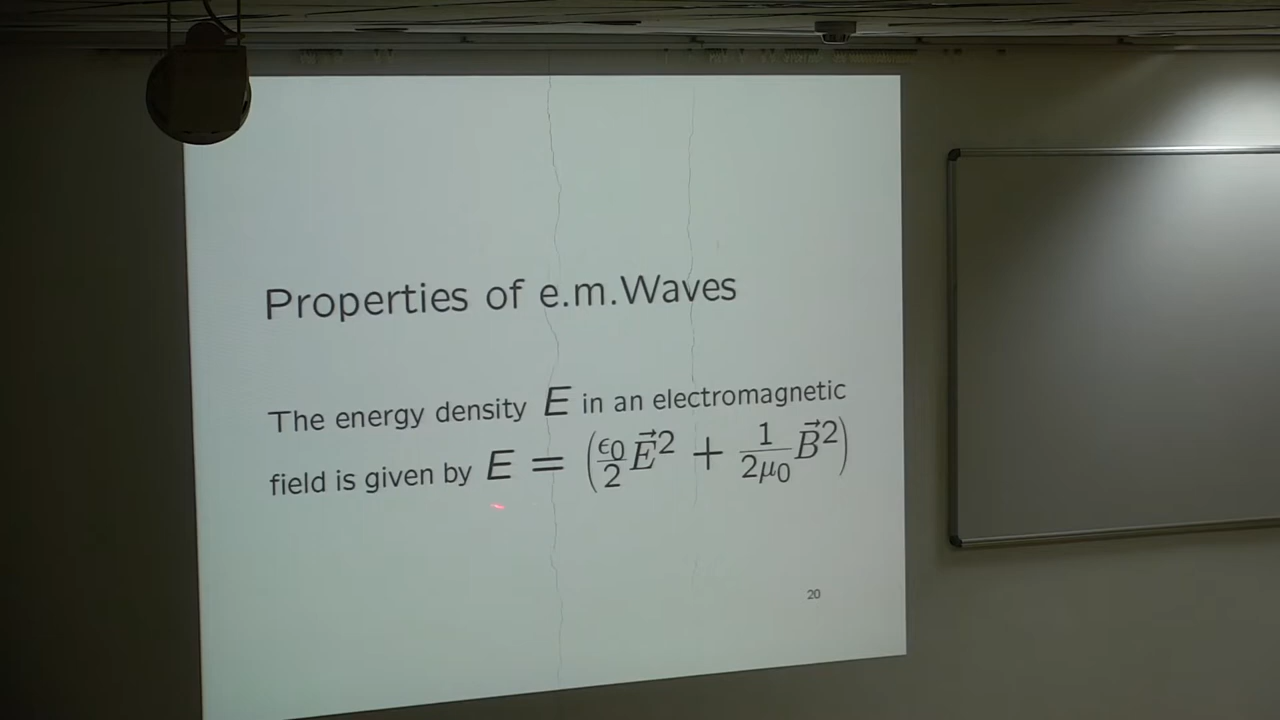 Properties of e.m.Waves
The energy density E in an electromagnetic
field is given by E = (ϵ0/2 E⃗² + 1/2μ0 B⃗²)
20